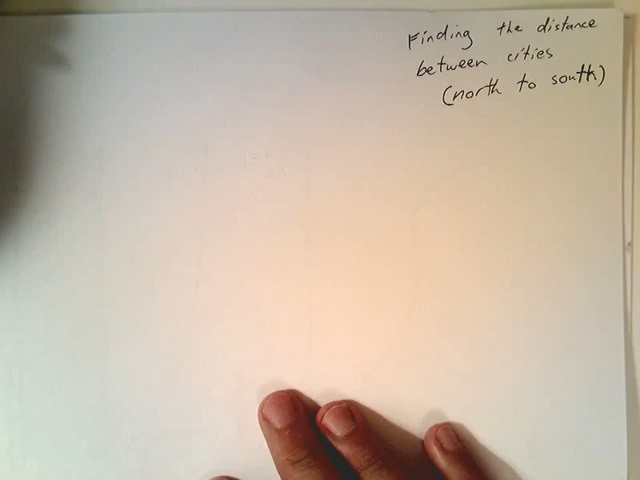 Finding the distance
between cities
(north to south)